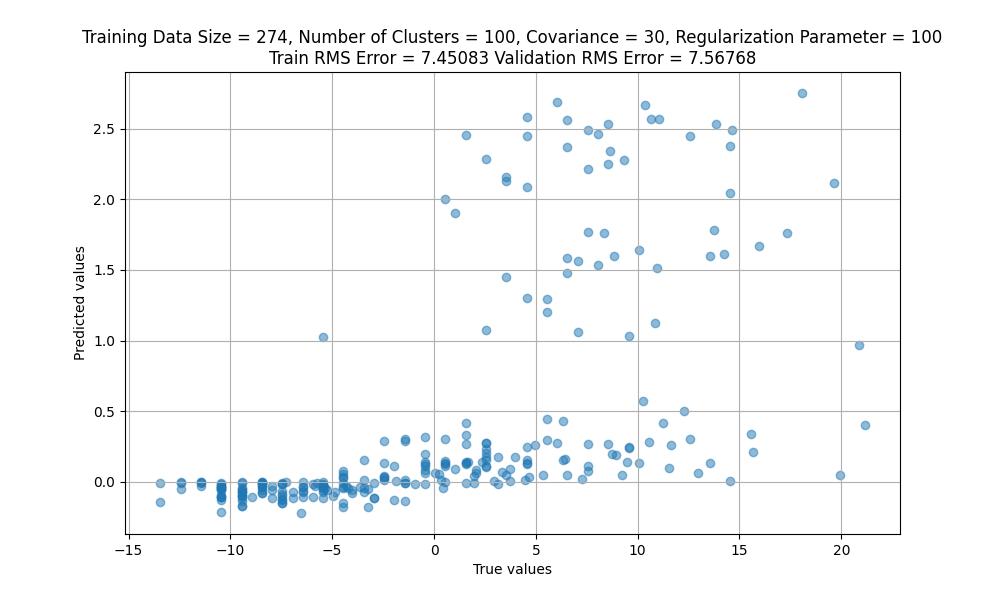 Training Data Size = 274, Number of Clusters = 100, Covariance = 30, Regularization Parameter = 100
Train RMS Error = 7.45083 Validation RMS Error = 7.56768
2.5
2.0
1.5
1.0
0.5
0.0
Predicted values
−15 −10 −5 0 5 10 15 20
True values